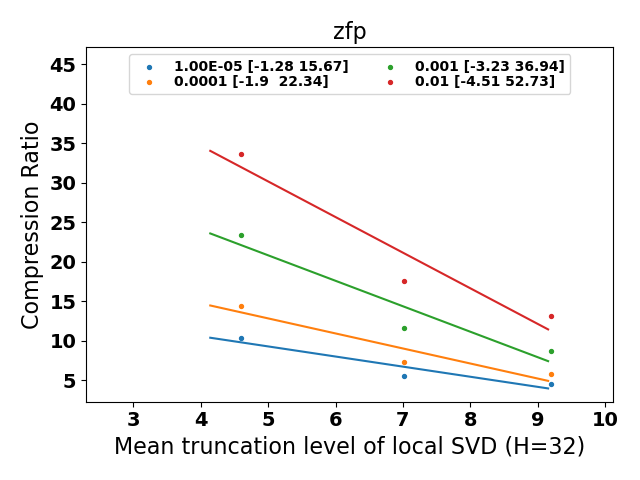 zfp
1.00E-05 [-1.28 15.67]
0.0001 [-1.9  22.34]
0.001 [-3.23 36.94]
0.01 [-4.51 52.73]
Compression Ratio
45
40
35
30
25
20
15
10
5
3 4 5 6 7 8 9 10
Mean truncation level of local SVD (H=32)